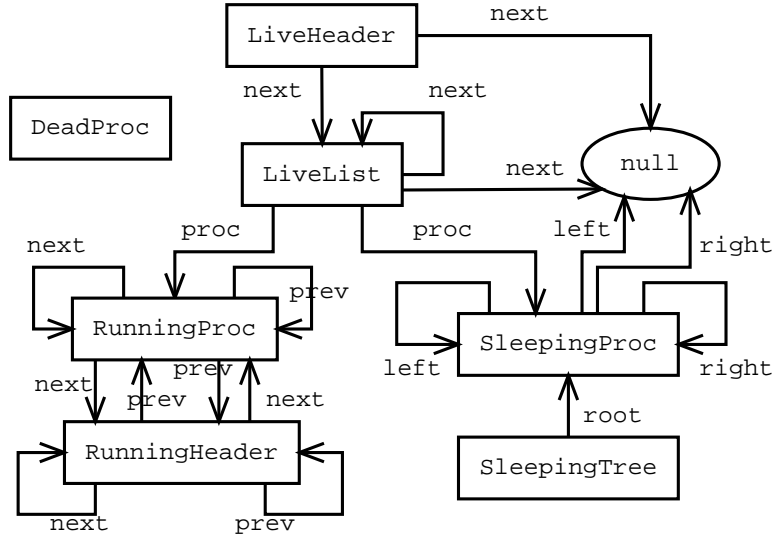 next
LiveHeader
next
next
DeadProc
null
LiveList
next
proc
proc
left
right
next
prev
RunningProc
SleepingProc
next
prev
prev
next
left
right
root
RunningHeader
SleepingTree
next
prev